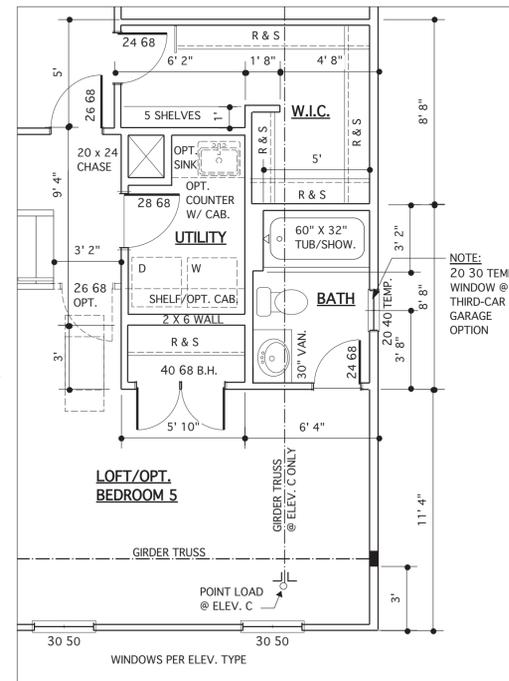 R & S
24 68
6' 2"
1' 8"
4' 8"
5'
26 68
5 SHELVES
1'
W.I.C.
R & S
R & S
8' 8"
20 x 24
CHASE
OPT.
SINK
5'
9' 4"
OPT.
COUNTER
W/ CAB.
R & S
28 68
UTILITY
60" X 32"
TUB/SHOW.
3' 2"
3' 2"
D
W
26 68
OPT.
SHELF/OPT. CAB.
BATH
20 40 TEMP.
8' 8"
NOTE:
20 30 TEM
WINDOW @
THIRD-CAR
GARAGE
OPTION
2 X 6 WALL
R & S
30" VAN.
24 68
3' 8"
3'
40 68 B.H.
5' 10"
6' 4"
LOFT/OPT.
BEDROOM 5
GIRDER TRUSS
@ ELEV. C ONLY
11' 4"
GIRDER TRUSS
POINT LOAD
@ ELEV. C
3'
30 50
30 50
WINDOWS PER ELEV. TYPE